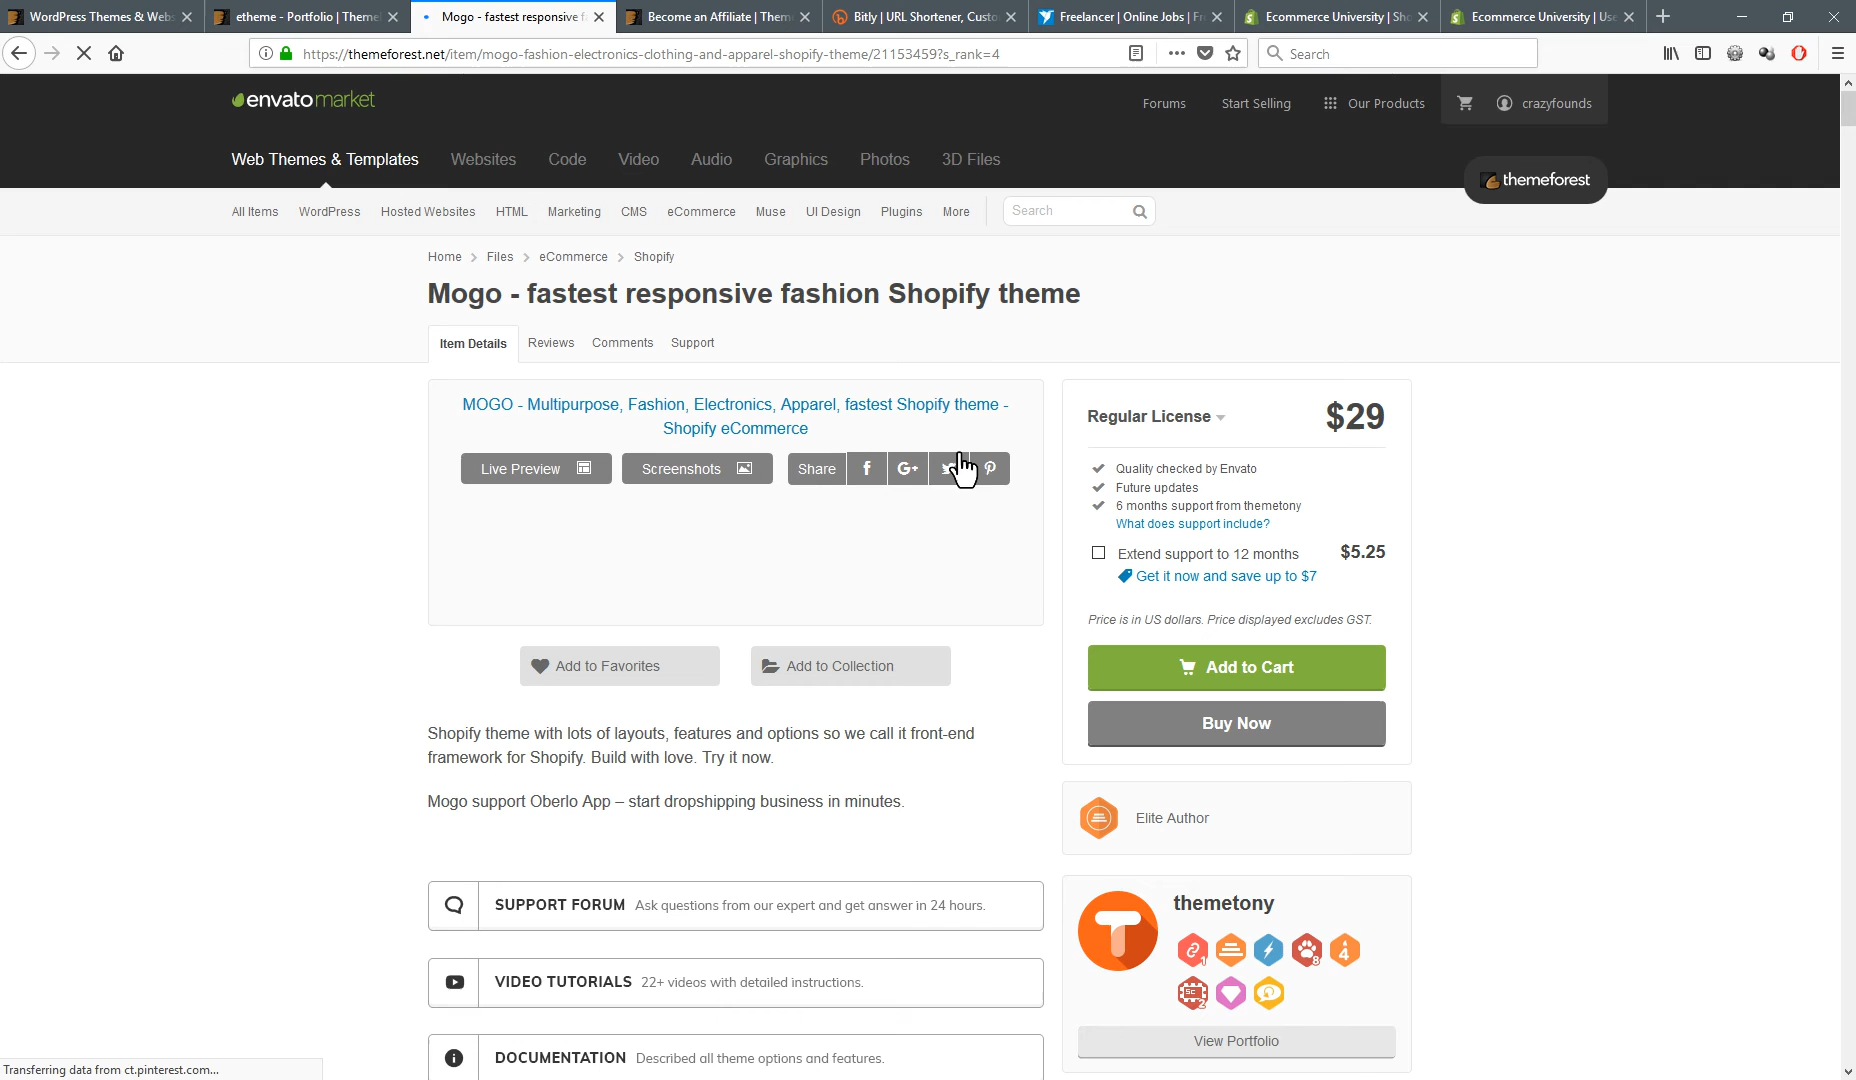 WordPress Themes & Webs
etheme - Portfolio | Theme
Mogo - fastest responsive f
Become an Affiliate | Them
Bitly | URL Shortener, Custo
Freelancer | Online Jobs | Fr
Ecommerce University | Sho
Ecommerce University | Use
https://themeforest.net/item/mogo-fashion-electronics-clothing-and-apparel-shopify-theme/21153459?s_rank=4
Search
envatomarket
Forums
Start Selling
Our Products
crazyfounds
Web Themes & Templates
Websites
Code
Video
Audio
Graphics
Photos
3D Files
themeforest
All Items
WordPress
Hosted Websites
HTML
Marketing
CMS
eCommerce
Muse
UI Design
Plugins
More
Search
Home
Files
eCommerce
Shopify
Mogo - fastest responsive fashion Shopify theme
Item Details
Reviews
Comments
Support
MOGO - Multipurpose, Fashion, Electronics, Apparel, fastest Shopify theme -
Shopify eCommerce
Live Preview
Screenshots
Share
Add to Favorites
Add to Collection
Shopify theme with lots of layouts, features and options so we call it front-end
framework for Shopify. Build with love. Try it now.
Mogo support Oberlo App – start dropshipping business in minutes.
SUPPORT FORUM Ask questions from our expert and get answer in 24 hours.
VIDEO TUTORIALS 22+ videos with detailed instructions.
DOCUMENTATION Described all theme options and features.
Regular License
$29
Quality checked by Envato
Future updates
6 months support from themetony
What does support include?
Extend support to 12 months
$5.25
Get it now and save up to $7
Price is in US dollars. Price displayed excludes GST.
Add to Cart
Buy Now
Elite Author
themetony
View Portfolio
Transferring data from ct.pinterest.com...